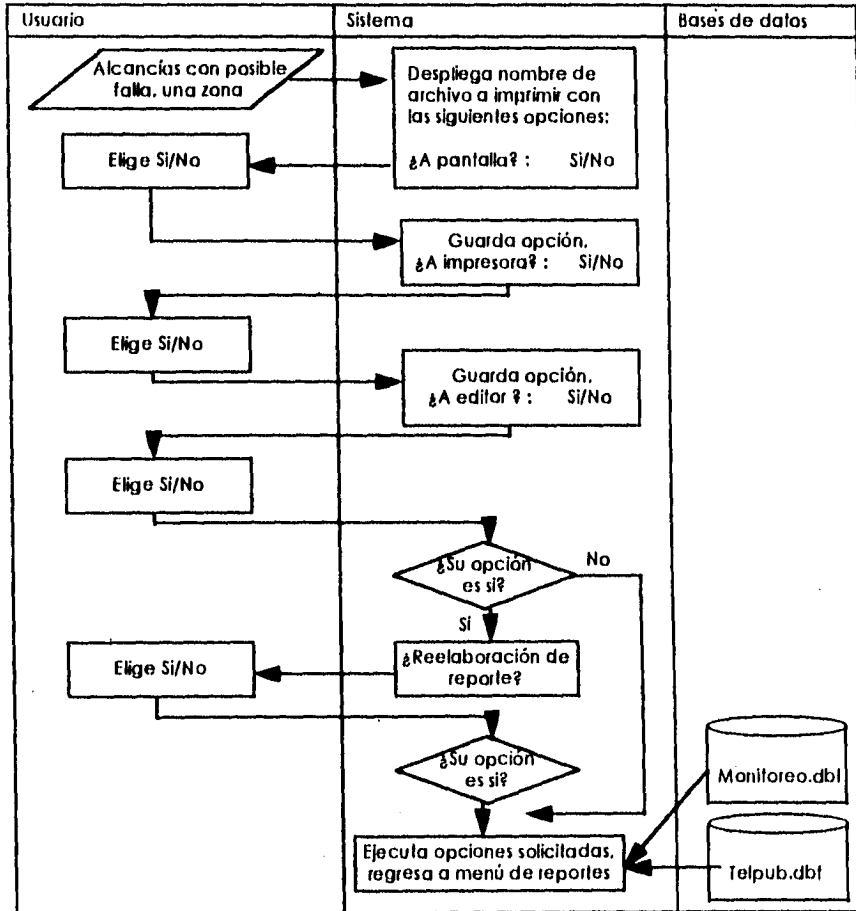 Usuario
Sistema
Bases de datos
Alcancías con posible
falla, una zona
Despliega nombre de
archivo a imprimir con
las siguientes opciones:
¿A pantalla? : Si/No
Elige Si/No
Guarda opción,
¿A impresora? : Si/No
Elige Si/No
Guarda opción,
¿A editor? : Si/No
Elige Si/No
¿Su opción
es si?
No
Si
¿Reelaboración de
reporte?
Elige Si/No
¿Su opción
es si?
Monitoreo.dbf
Ejecuta opciones solicitadas,
regresa a menú de reportes
Telpub.dbf